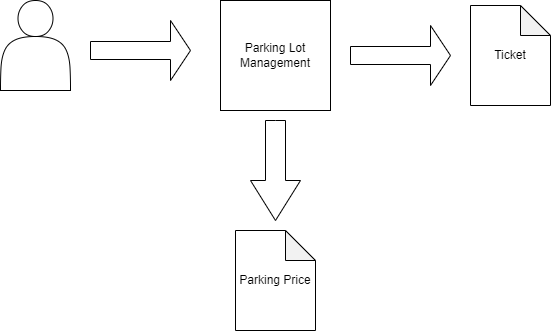 Parking Lot
Management
Ticket
Parking Price